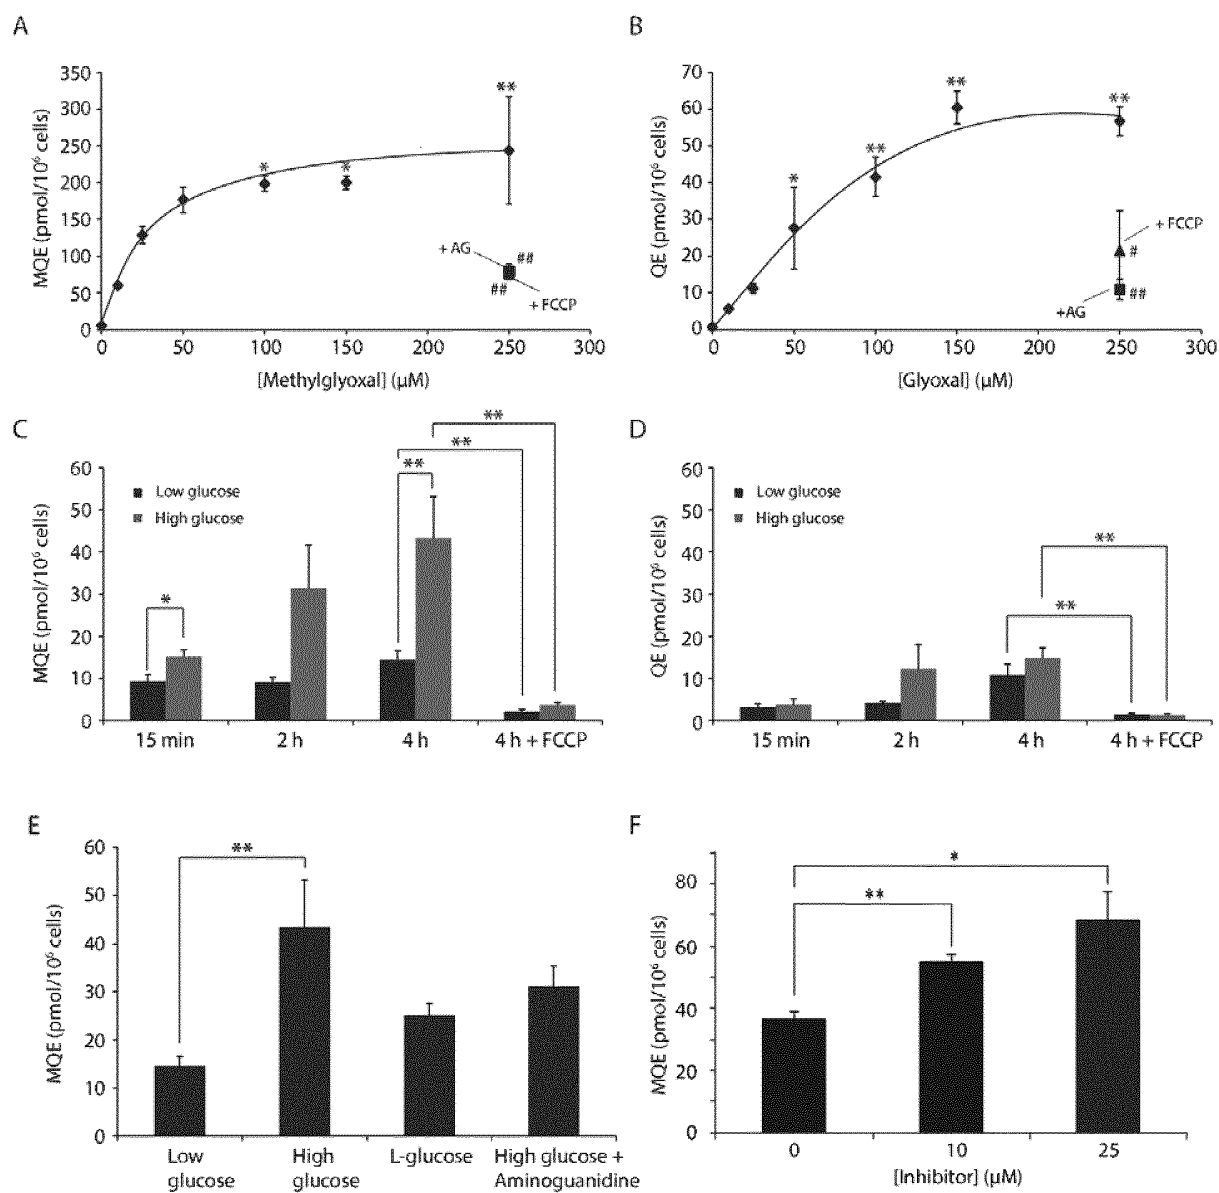 A
MQE (pmol/10⁶ cells)
350
300
250
200
150
100
50
0
**
*
*
+ AG
##
##
+ FCCP
0 50 100 150 200 250 300
[Methylglyoxal] (µM)
B
QE (pmol/10⁶ cells)
70
60
50
40
30
20
10
0
**
**
**
*
+ FCCP
#
+AG
##
0 50 100 150 200 250 300
[Glyoxal] (µM)
C
MQE (pmol/10⁶ cells)
60
50
40
30
20
10
0
Low glucose
High glucose
*
**
**
**
15 min 2 h 4 h 4 h + FCCP
D
QE (pmol/10⁶ cells)
60
50
40
30
20
10
0
Low glucose
High glucose
**
**
15 min 2 h 4 h 4 h + FCCP
E
MQE (pmol/10⁶ cells)
60
50
40
30
20
10
0
**
Low glucose
High glucose
L-glucose
High glucose +
Aminoguanidine
F
MQE (pmol/10⁶ cells)
80
60
40
20
0
*
**
0 10 25
[Inhibitor] (µM)